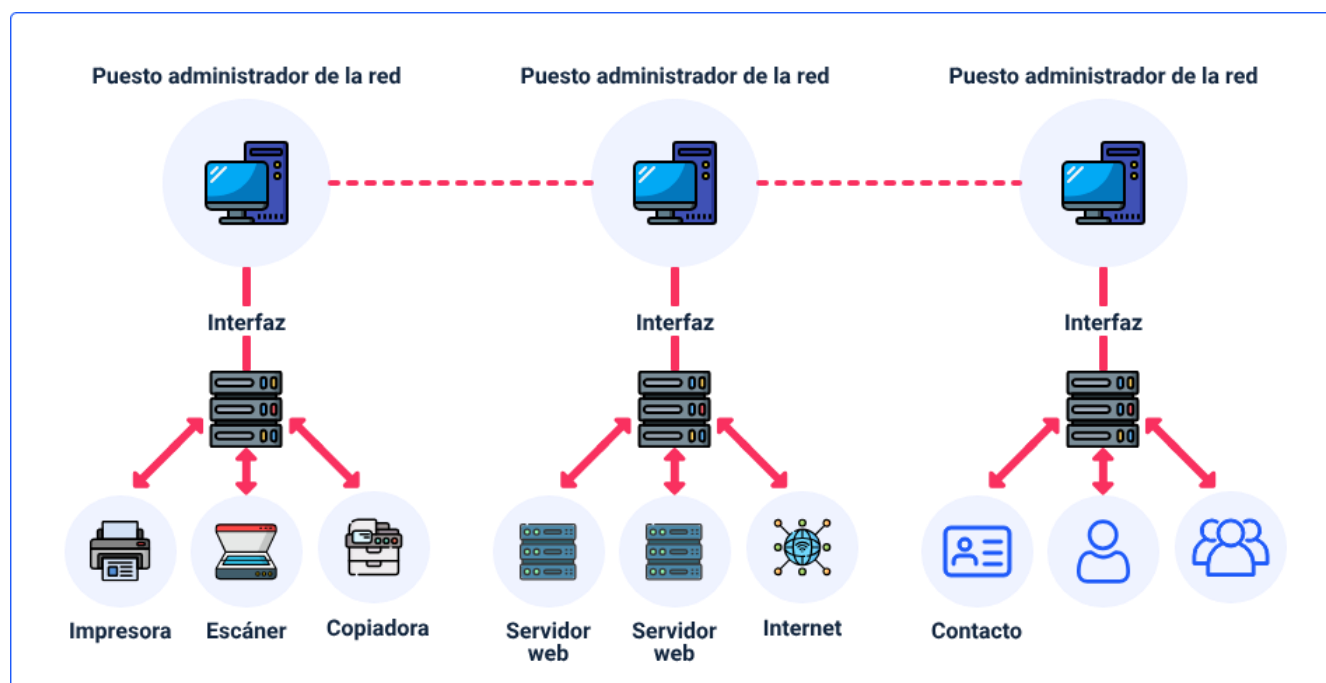 Puesto administrador de la red
Puesto administrador de la red
Puesto administrador de la red
Interfaz
Interfaz
Interfaz
Impresora
Escáner
Copiadora
Servidor
web
Servidor
web
Internet
Contacto